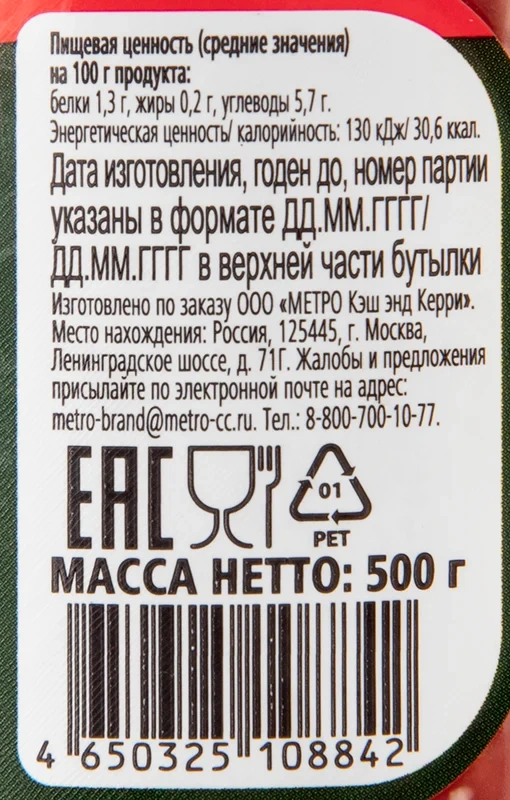 Пищевая ценность (средние значения)
на 100 г продукта:
белки 1,3 г, жиры 0,2 г, углеводы 5,7 г.
Энергетическая ценность/ калорийность: 130 кДж/ 30,6 ккал.
Дата изготовления, годен до, номер партии
указаны в формате ДД.ММ.ГГГГ/
ДД.ММ.ГГГГ в верхней части бутылки
Изготовлено по заказу ООО «МЕТРО Кэш энд Керри».
Место нахождения: Россия, 125445, г. Москва,
Ленинградское шоссе, д. 71Г. Жалобы и предложения
присылайте по электронной почте на адрес:
metro-brand@metro-cc.ru. Тел.: 8-800-700-10-77.
EAC
01
PET
МАССА НЕТТО: 500 г
4 650325 108842